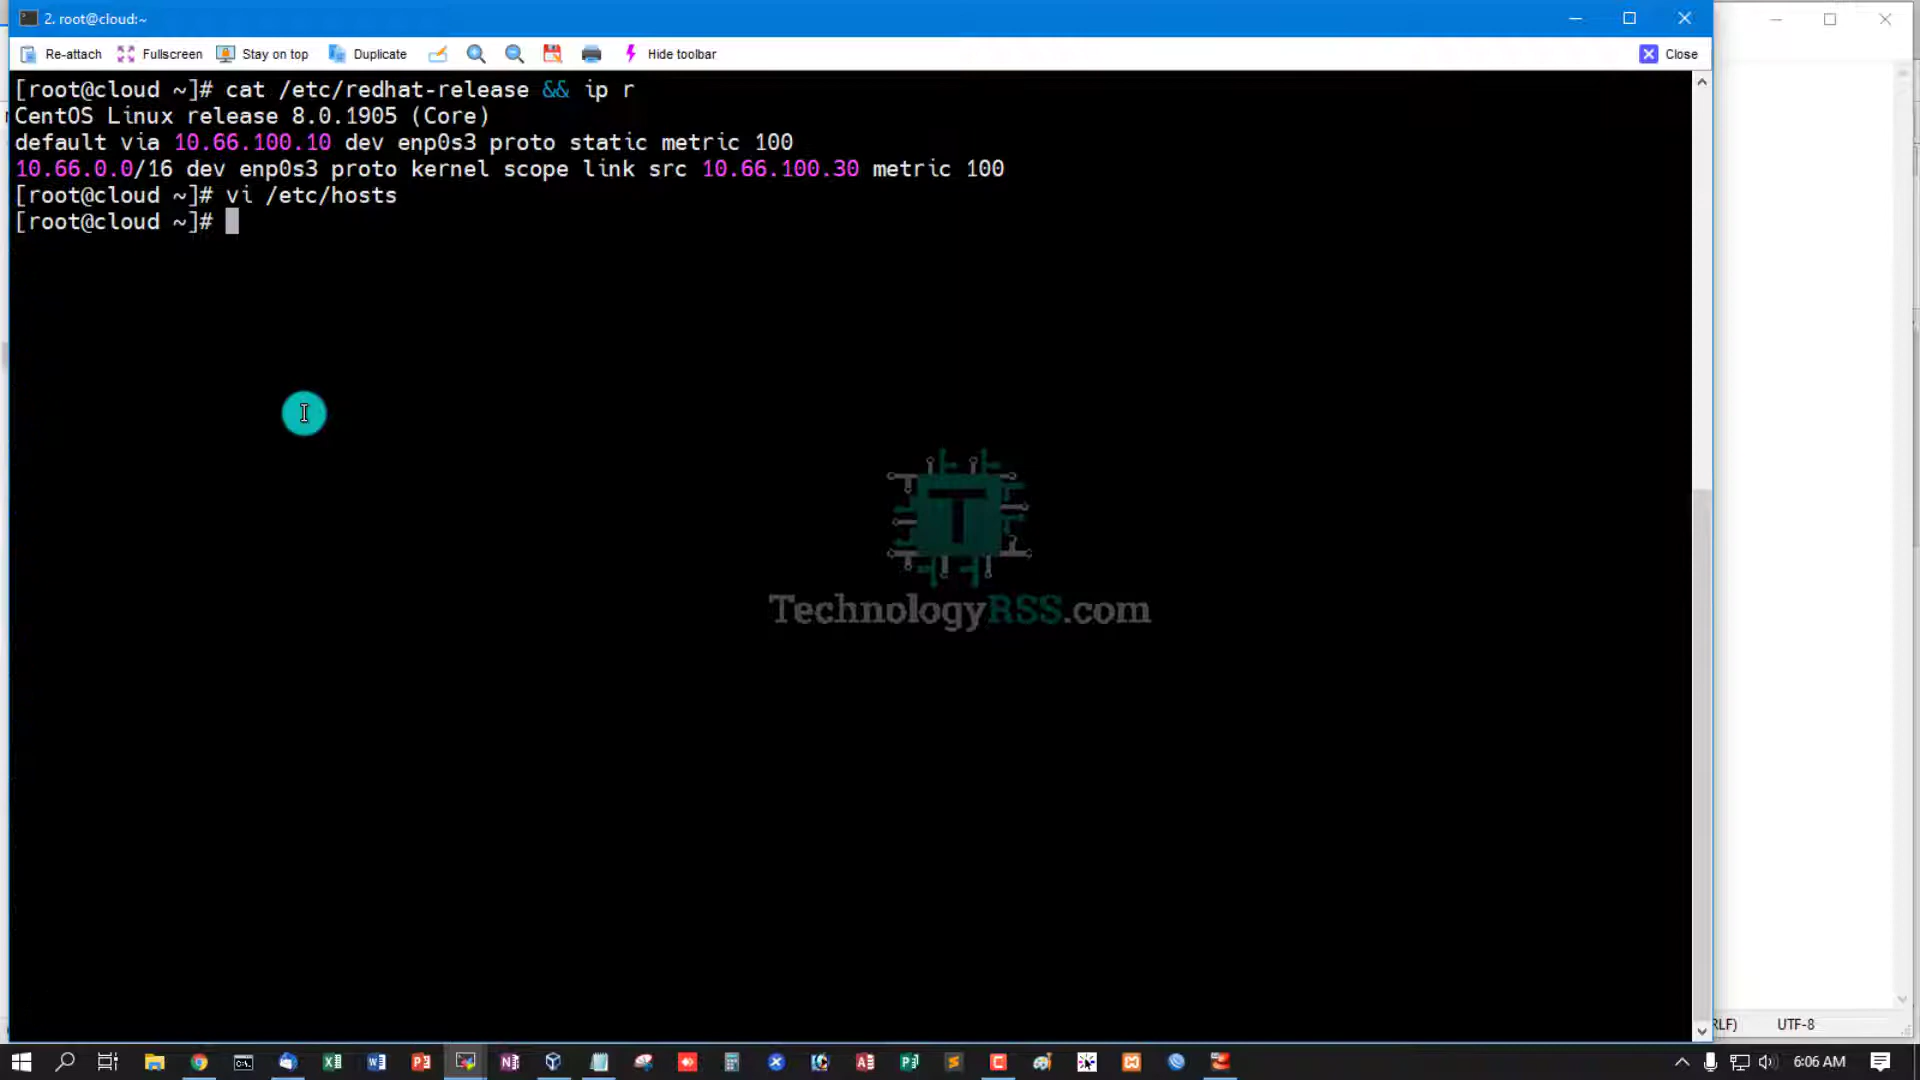 2. root@cloud:~
Re-attach Fullscreen Stay on top Duplicate Hide toolbar Close
[root@cloud ~]# cat /etc/redhat-release && ip r
CentOS Linux release 8.0.1905 (Core)
default via 10.66.100.10 dev enp0s3 proto static metric 100
10.66.0.0/16 dev enp0s3 proto kernel scope link src 10.66.100.30 metric 100
[root@cloud ~]# vi /etc/hosts
[root@cloud ~]#
T
TechnologyRSS.com
RLF) UTF-8
6:06 AM